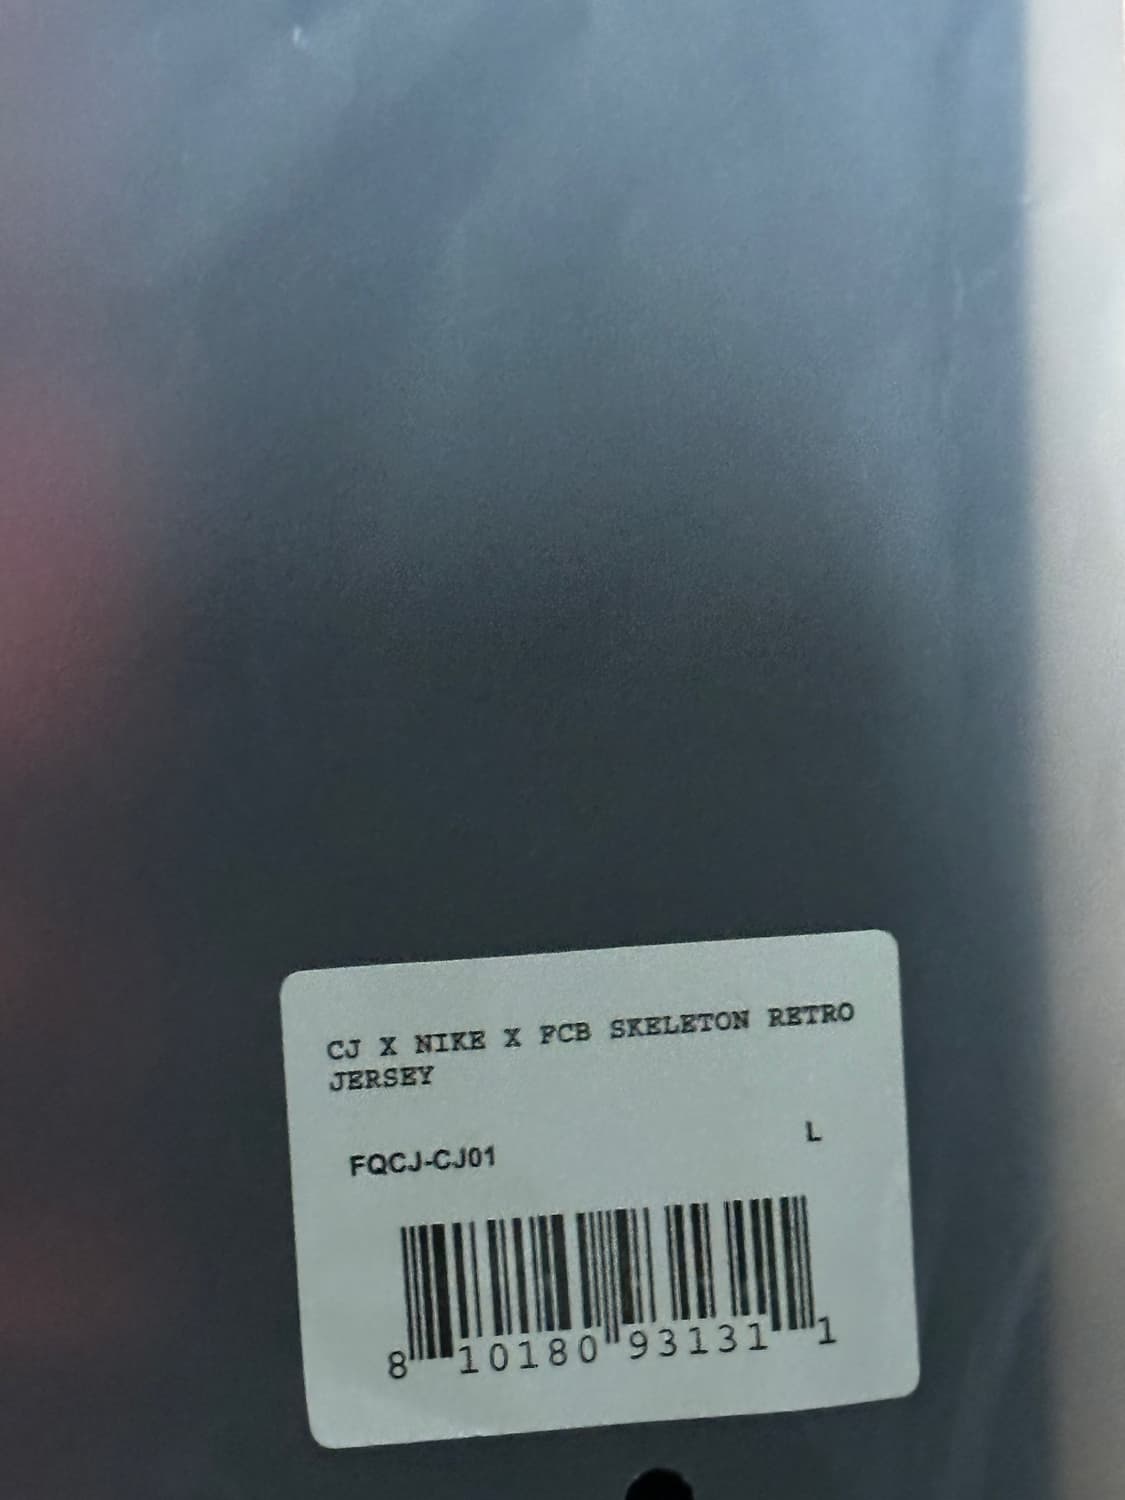 CJ X NIKE X FCB SKELETON RETRO
JERSEY
FQCJ-CJ01 L
8 10180 93131 1